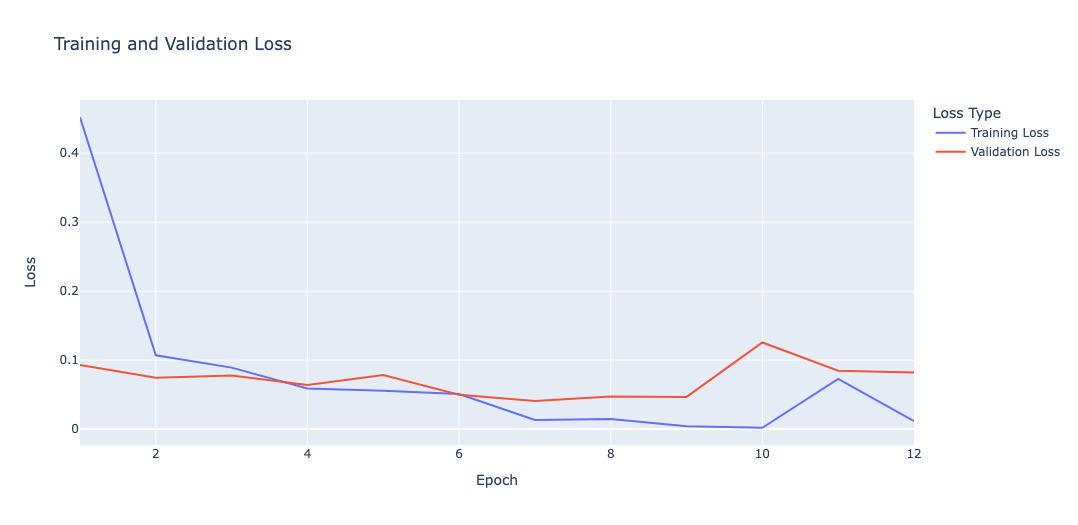 Training and Validation Loss
Loss Type
Training Loss
Validation Loss
0.4
0.3
0.2
0.1
0
Loss
2 4 6 8 10 12
Epoch